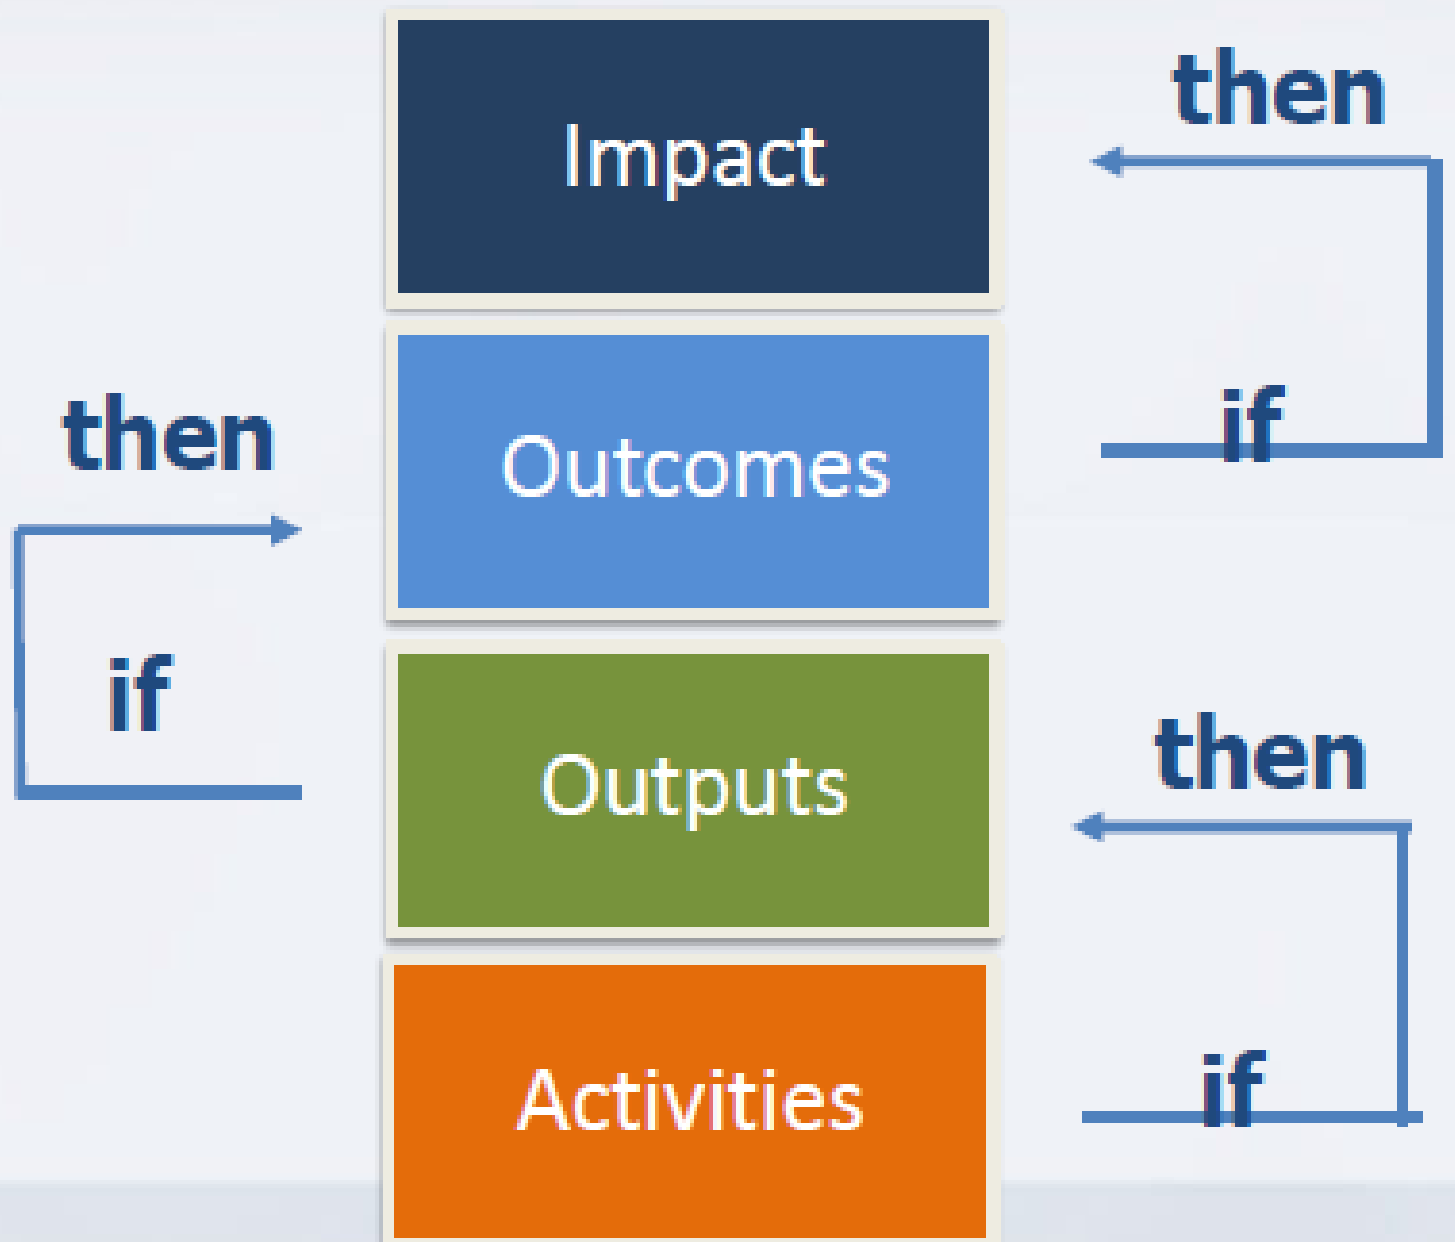 then
Impact
then
if
Outcomes
if
then
Outputs
if
Activities